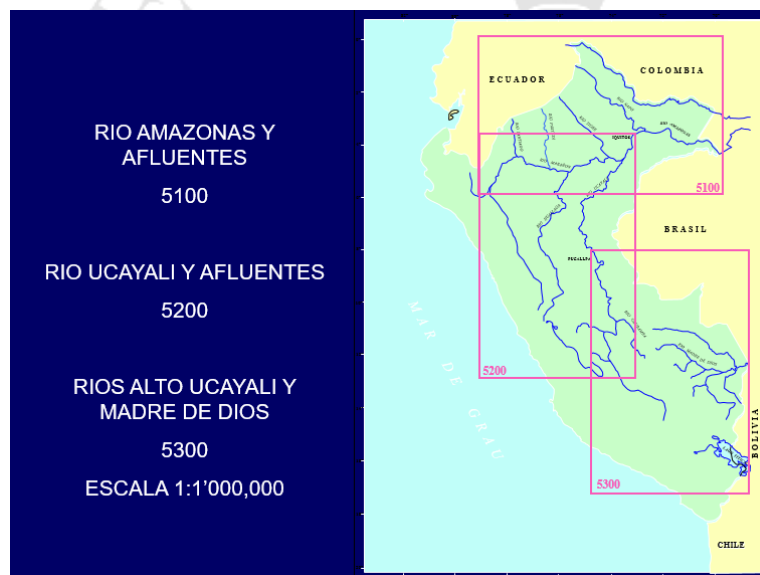 RIO AMAZONAS Y
AFLUENTES
5100
RIO UCAYALI Y AFLUENTES
5200
RIOS ALTO UCAYALI Y
MADRE DE DIOS
5300
ESCALA 1:1'000,000
ECUADOR
COLOMBIA
IQUITOS
5100
BRASIL
PUCALLPA
MAR DE GRAU
5200
BOLIVIA
5300
CHILE